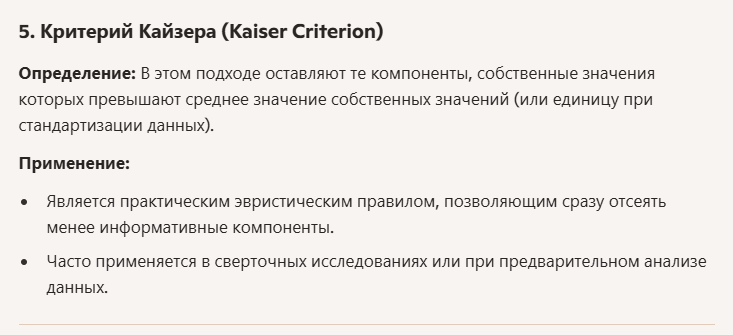 5. Критерий Кайзера (Kaiser Criterion)
Определение: В этом подходе оставляют те компоненты, собственные значения
которых превышают среднее значение собственных значений (или единицу при
стандартизации данных).
Применение:
• Является практическим эвристическим правилом, позволяющим сразу отсеять
менее информативные компоненты.
• Часто применяется в сверточных исследованиях или при предварительном анализе
данных.